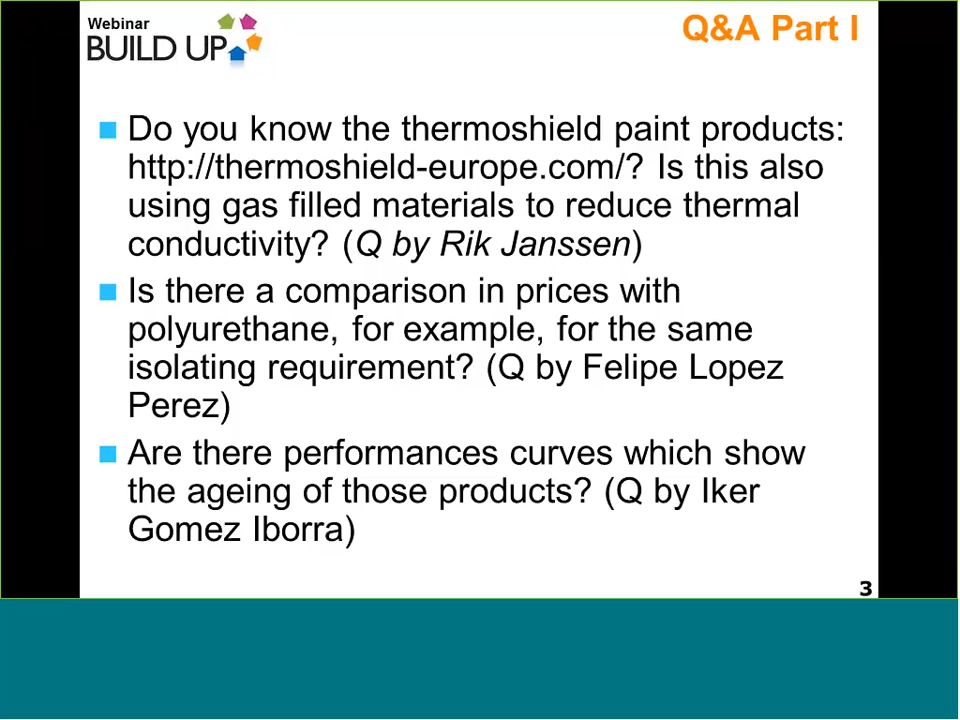 Webinar
BUILD UP
Q&A Part I
Do you know the thermoshield paint products:
http://thermoshield-europe.com/? Is this also
using gas filled materials to reduce thermal
conductivity? (Q by Rik Janssen)
Is there a comparison in prices with
polyurethane, for example, for the same
isolating requirement? (Q by Felipe Lopez
Perez)
Are there performances curves which show
the ageing of those products? (Q by Iker
Gomez Iborra)
3